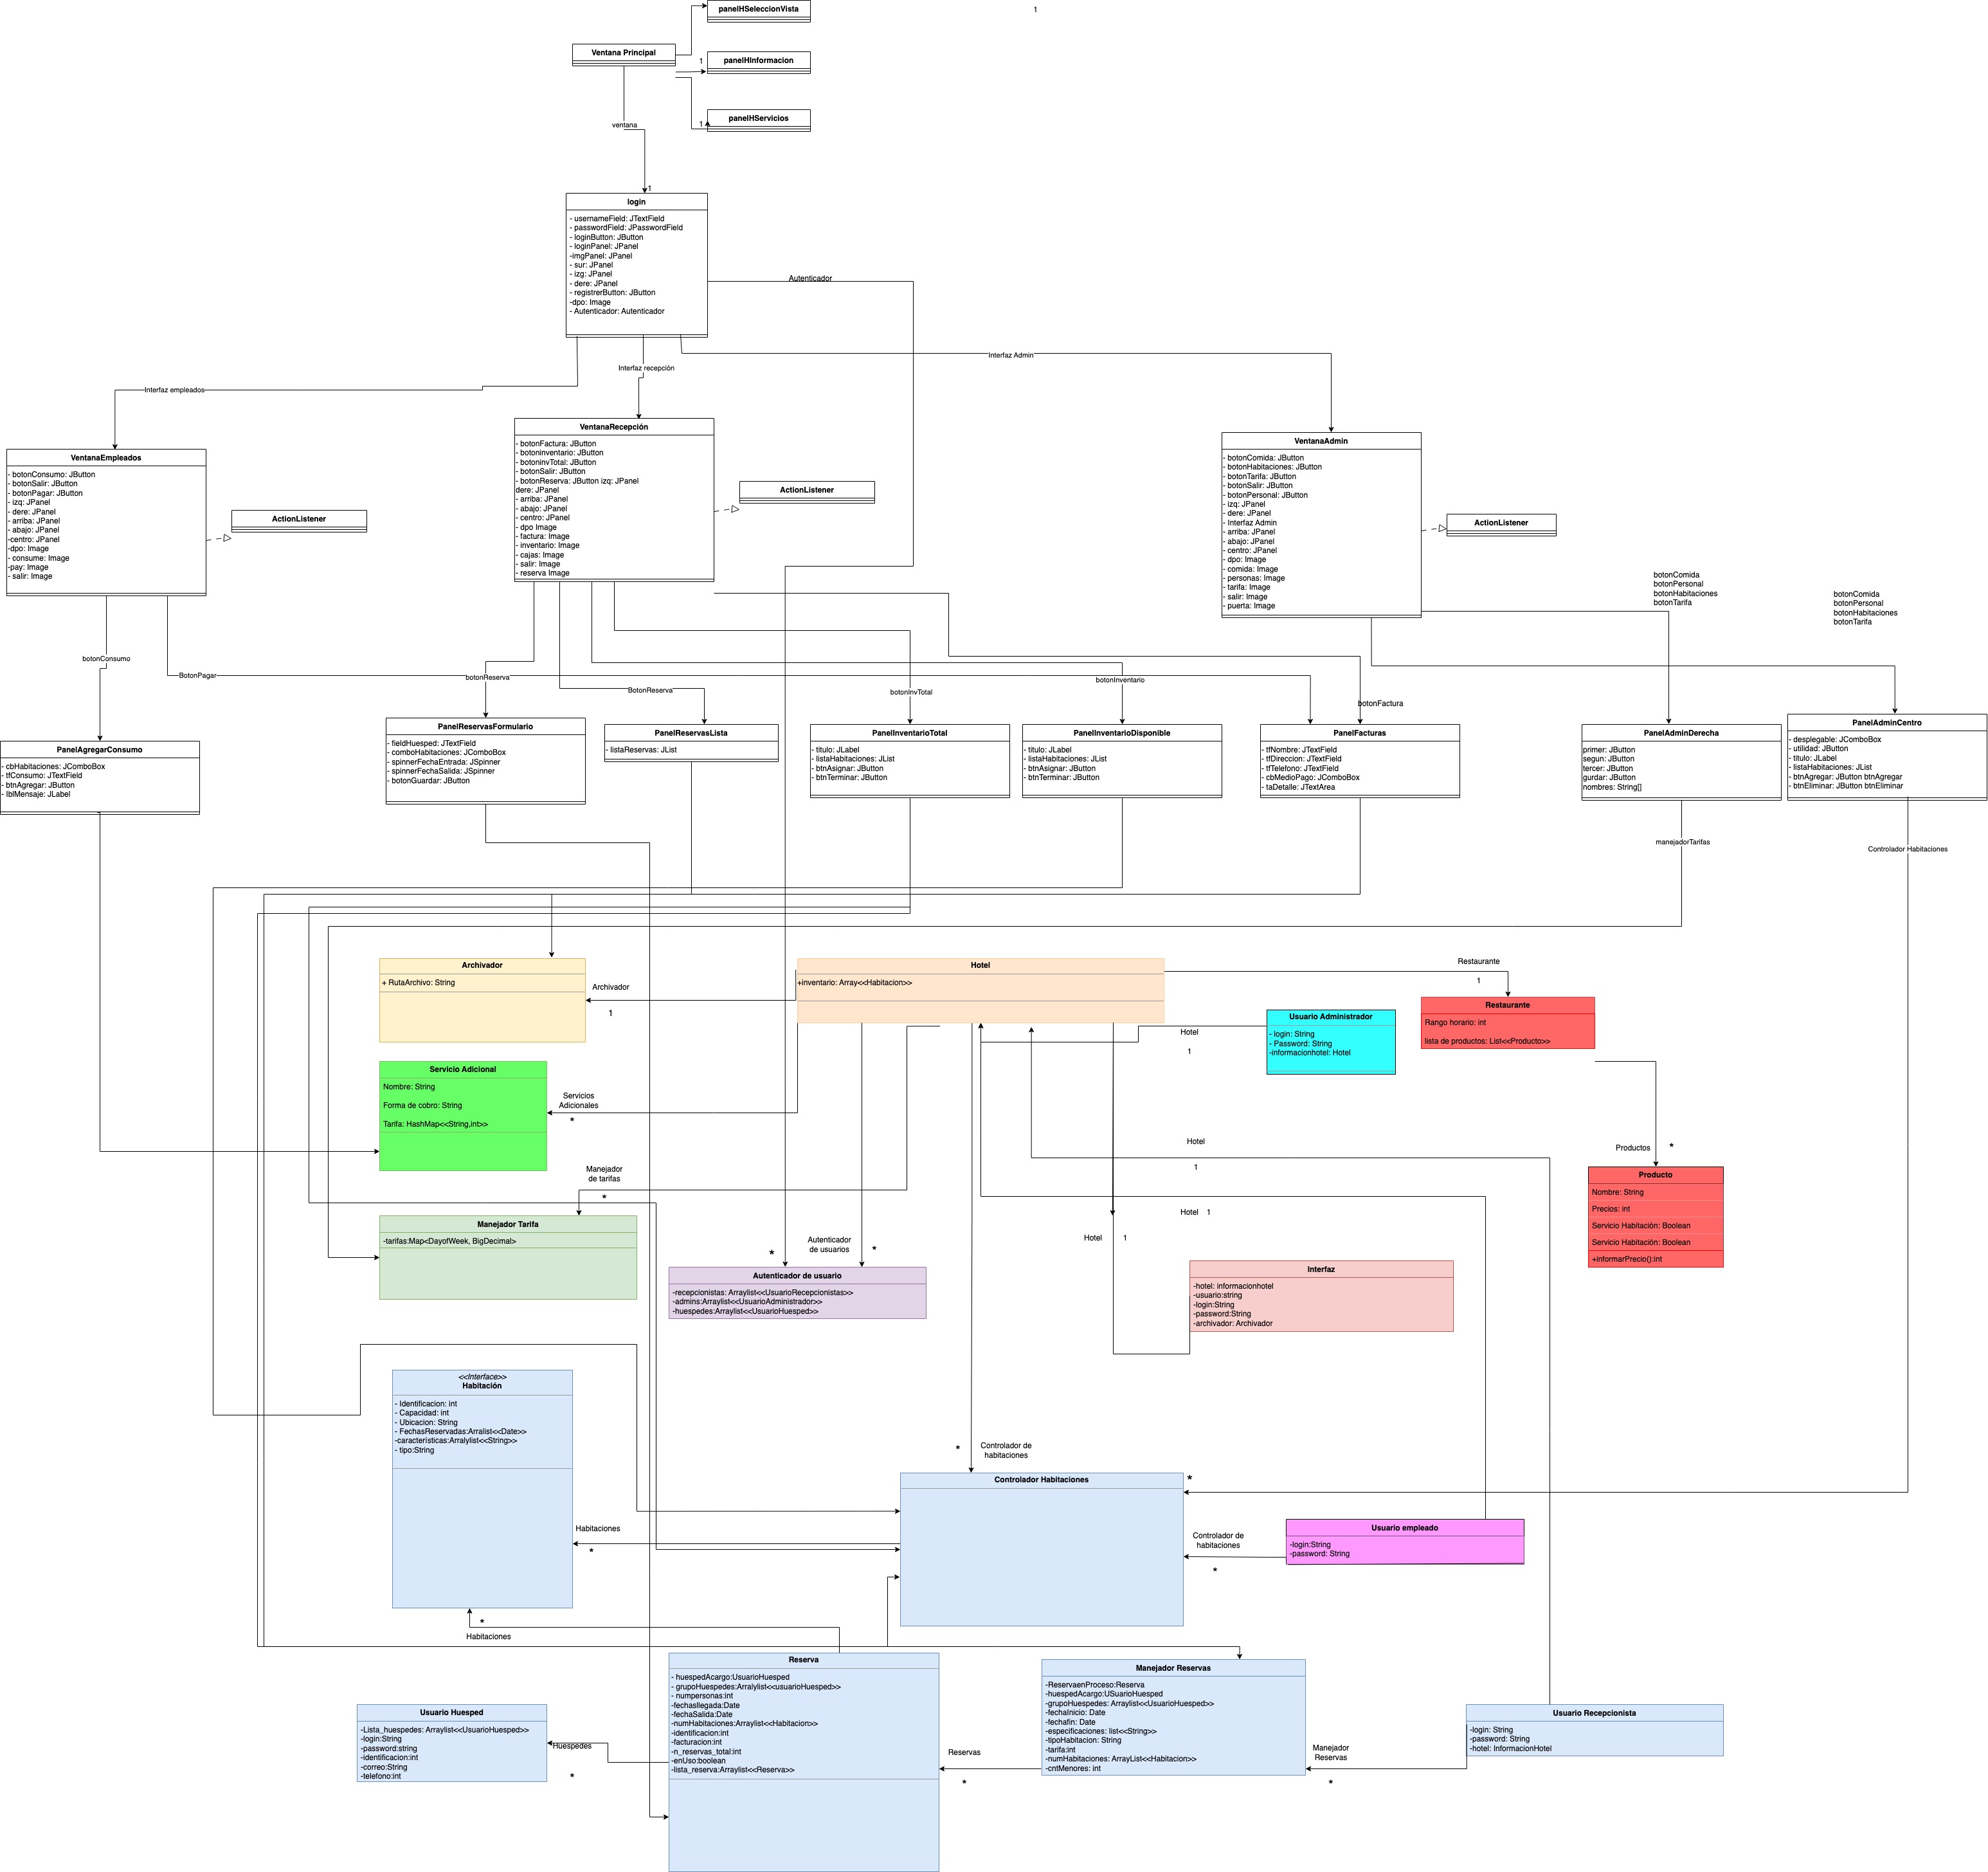 panelHSeleccionVista
1
Ventana Principal
panelHInformacion
1
panelHServicios
1
ventana
1
login
- usernameField: JTextField
- passwordField: JPasswordField
- loginButton: JButton
- loginPanel: JPanel
-imgPanel: JPanel
- sur: JPanel
- izg: JPanel
- dere: JPanel
- registrerButton: JButton
-dpo: Image
- Autenticador: Autenticador
Autenticador
Interfaz empleados
Interfaz recepción
Interfaz Admin
VentanaEmpleados
- botonConsumo: JButton
- botonSalir: JButton
- botonPagar: JButton
- izq: JPanel
- dere: JPanel
- arriba: JPanel
- abajo: JPanel
-centro: JPanel
-dpo: Image
- consume: Image
-pay: Image
- salir: Image
ActionListener
VentanaRecepción
- botonFactura: JButton
- botoninventario: JButton
- botoninvTotal: JButton
- botonSalir: JButton
- botonReserva: JButton izq: JPanel
dere: JPanel
- arriba: JPanel
- abajo: JPanel
- centro: JPanel
- dpo Image
- factura: Image
- inventario: Image
- cajas: Image
- salir: Image
- reserva Image
ActionListener
VentanaAdmin
- botonComida: JButton
- botonHabitaciones: JButton
- botonTarifa: JButton
- botonSalir: JButton
- botonPersonal: JButton
- izq: JPanel
- dere: JPanel
- Interfaz Admin
- arriba: JPanel
- abajo: JPanel
- centro: JPanel
- dpo: Image
- comida: Image
- personas: Image
- tarifa: Image
- salir: Image
- puerta: Image
ActionListener
botonComida
botonPersonal
botonHabitaciones
botonTarifa
botonComida
botonPersonal
botonHabitaciones
botonTarifa
botonConsumo
BotonPagar
botonReserva
BotonReserva
botonInvTotal
botonInventario
botonFactura
PanelAgregarConsumo
- cbHabitaciones: JComboBox
- tfConsumo: JTextField
- btnAgregar: JButton
- lblMensaje: JLabel
PanelReservasFormulario
- fieldHuesped: JTextField
- comboHabitaciones: JComboBox
- spinnerFechaEntrada: JSpinner
- spinnerFechaSalida: JSpinner
- botonGuardar: JButton
PanelReservasLista
- listaReservas: JList
PanelInventarioTotal
- titulo: JLabel
- listaHabitaciones: JList
- btnAsignar: JButton
- btnTerminar: JButton
PanelInventarioDisponible
- titulo: JLabel
- listaHabitaciones: JList
- btnAsignar: JButton
- btnTerminar: JButton
PanelFacturas
- tfNombre: JTextField
- tfDireccion: JTextField
- tfTelefono: JTextField
- cbMedioPago: JComboBox
- taDetalle: JTextArea
PanelAdminDerecha
primer: JButton
segun: JButton
tercer: JButton
gurdar: JButton
nombres: String[]
PanelAdminCentro
- desplegable: JComboBox
- utilidad: JButton
- titulo: JLabel
- listaHabitaciones: JList
- btnAgregar: JButton btnAgregar
- btnEliminar: JButton btnEliminar
manejadorTarifas
Controlador Habitaciones
Archivador
+ RutaArchivo: String
Archivador
1
Hotel
+inventario: Array<<Habitacion>>
Restaurante
1
Restaurante
Rango horario: int
lista de productos: List<<Producto>>
Usuario Administrador
- login: String
- Password: String
-informacionhotel: Hotel
Hotel
1
Servicio Adicional
Nombre: String
Forma de cobro: String
Tarifa: HashMap<<String,int>>
Servicios
Adicionales
*
Hotel
1
Productos
*
Producto
Nombre: String
Precios: int
Servicio Habitación: Boolean
Servicio Habitación: Boolean
+informarPrecio():int
Manejador
de tarifas
*
Manejador Tarifa
-tarifas:Map<DayofWeek, BigDecimal>
Hotel 1
Hotel 1
Autenticador
de usuarios
*
*
Autenticador de usuario
-recepcionistas: Arraylist<<UsuarioRecepcionistas>>
-admins:Arraylist<<UsuarioAdministrador>>
-huespedes:Arraylist<<UsuarioHuesped>>
Interfaz
-hotel: informacionhotel
-usuario:string
-login:String
-password:String
-archivador: Archivador
<<Interface>>
Habitación
- Identificacion: int
- Capacidad: int
- Ubicacion: String
- FechasReservadas:Arralist<<Date>>
-características:Arralylist<<String>>
- tipo:String
*
Controlador de
habitaciones
Controlador Habitaciones
*
Habitaciones
*
Controlador de
habitaciones
*
Usuario empleado
-login:String
-password: String
*
Habitaciones
Reserva
- huespedAcargo:UsuarioHuesped
- grupoHuespedes:Arralylist<<usuarioHuesped>>
- numpersonas:int
-fechasllegada:Date
-fechaSalida:Date
-numHabitaciones:Arraylist<<Habitacion>>
-identificacion:int
-facturacion:int
-n_reservas_total:int
-enUso:boolean
-lista_reserva:Arraylist<<Reserva>>
Manejador Reservas
-ReservaenProceso:Reserva
-huespedAcargo:USuarioHuesped
-grupoHuespedes: Arraylist<<UsuarioHuesped>>
-fechaInicio: Date
-fechafin: Date
-especificaciones: list<<String>>
-tipoHabitacion: String
-tarifa:int
-numHabitaciones: ArrayList<<Habitacion>>
-cntMenores: int
Usuario Huesped
-Lista_huespedes: Arraylist<<UsuarioHuesped>>
-login:String
-password:string
-identificacion:int
-correo:String
-telefono:int
Huespedes
*
Reservas
*
Manejador
Reservas
*
Usuario Recepcionista
-login: String
-password: String
-hotel: InformacionHotel